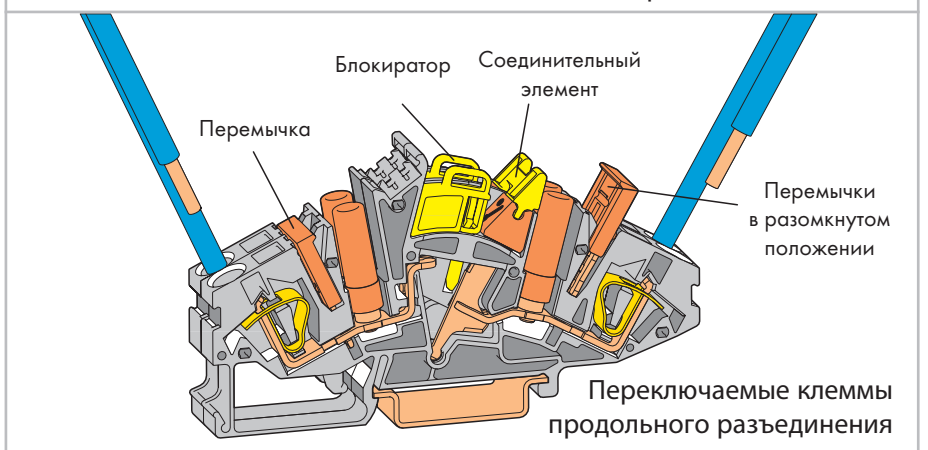 Блокиратор
Соединительный
элемент
Перемычка
Перемычки
в разомкнутом
положении
Переключаемые клеммы
продольного разъединения